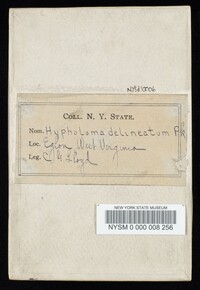 COLL. N. Y. STATE.
Nom. Hypholoma delineatum Pk
Loc. Eglon West Virginia
Leg. C G Lloyd
NEW YORK STATE MUSEUM
NYSM 0 000 008 256